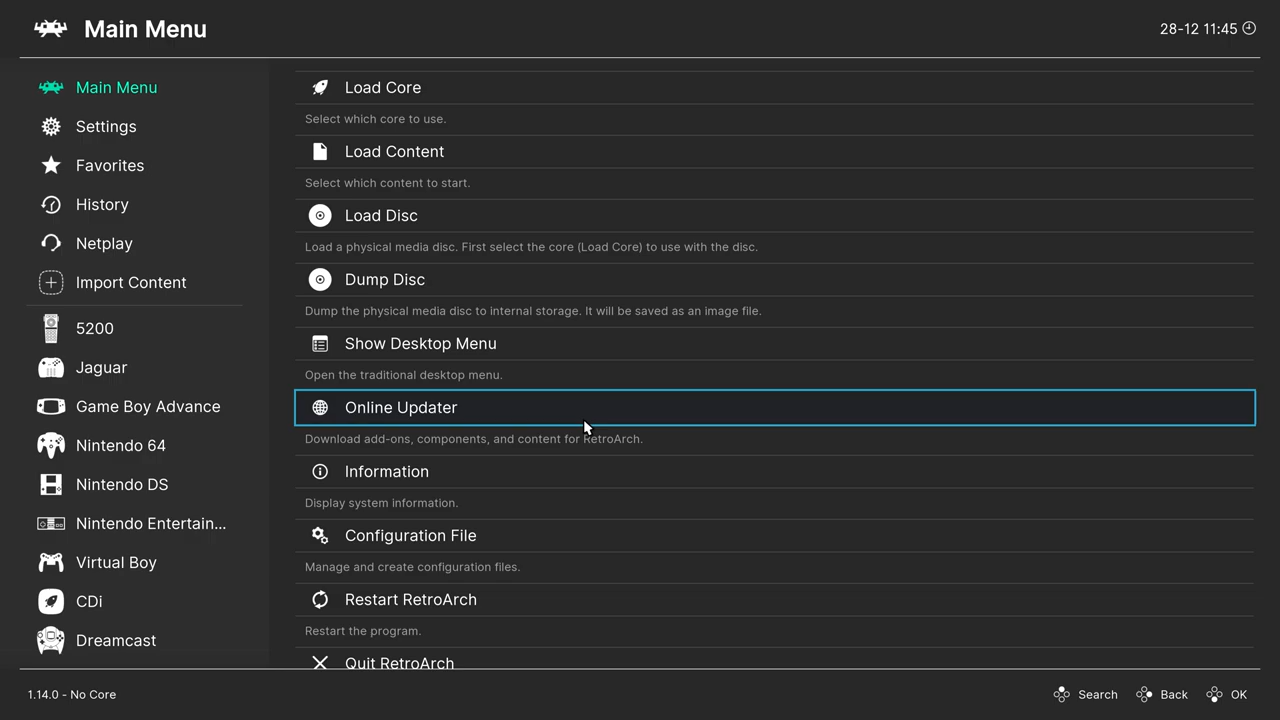 Main Menu
28-12 11:45
Main Menu
Settings
Favorites
History
Netplay
Import Content
5200
Jaguar
Game Boy Advance
Nintendo 64
Nintendo DS
Nintendo Entertain...
Virtual Boy
CDi
Dreamcast
Load Core
Select which core to use.
Load Content
Select which content to start.
Load Disc
Load a physical media disc. First select the core (Load Core) to use with the disc.
Dump Disc
Dump the physical media disc to internal storage. It will be saved as an image file.
Show Desktop Menu
Open the traditional desktop menu.
Online Updater
Download add-ons, components, and content for RetroArch.
Information
Display system information.
Configuration File
Manage and create configuration files.
Restart RetroArch
Restart the program.
Quit RetroArch
1.14.0 - No Core
Search
Back
OK